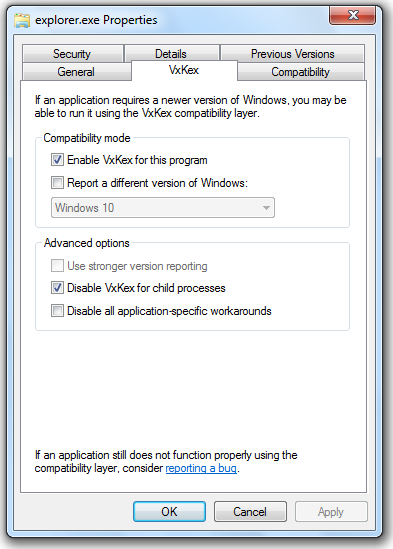 explorer.exe Properties
Security Details Previous Versions
General VxKex Compatibility
If an application requires a newer version of Windows, you may be
able to run it using the VxKex compatibility layer.
Compatibility mode
Enable VxKex for this program
Report a different version of Windows:
Windows 10
Advanced options
Use stronger version reporting
Disable VxKex for child processes
Disable all application-specific workarounds
If an application still does not function properly using the
compatibility layer, consider reporting a bug.
OK Cancel Apply